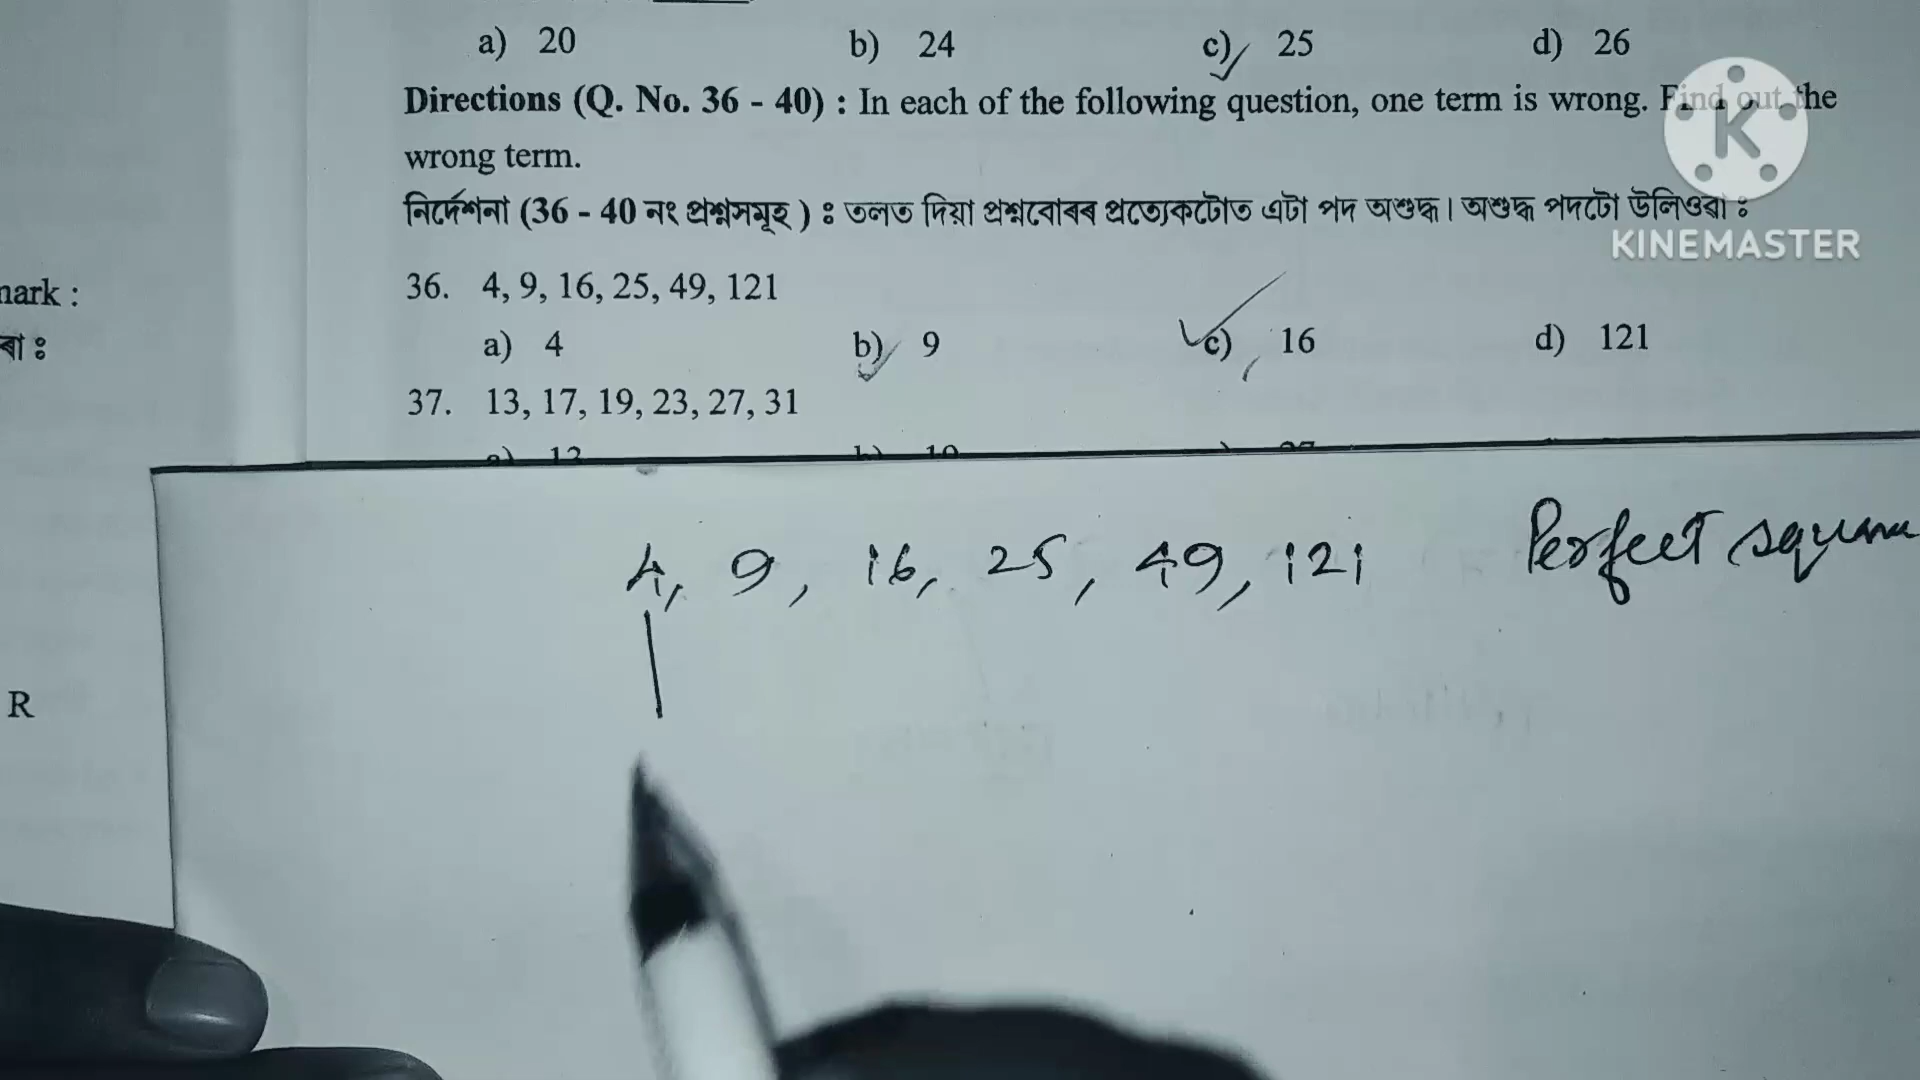 a) 20 b) 24 c) 25 d) 26
Directions (Q. No. 36 - 40) : In each of the following question, one term is wrong. Find out the
wrong term.
নিৰ্দেশনা (36 - 40 নং প্ৰশ্নসমূহ ) ঃ তলত দিয়া প্ৰশ্নবোৰৰ প্ৰত্যেকটোত এটা পদ অশুদ্ধ। অশুদ্ধ পদটো উলিওৱা ঃ
KINEMASTER
36. 4, 9, 16, 25, 49, 121
mark :
a) 4 b) 9 c) 16 d) 121
ৰা ঃ
37. 13, 17, 19, 23, 27, 31
4, 9, 16, 25, 49, 121 Perfect square
R